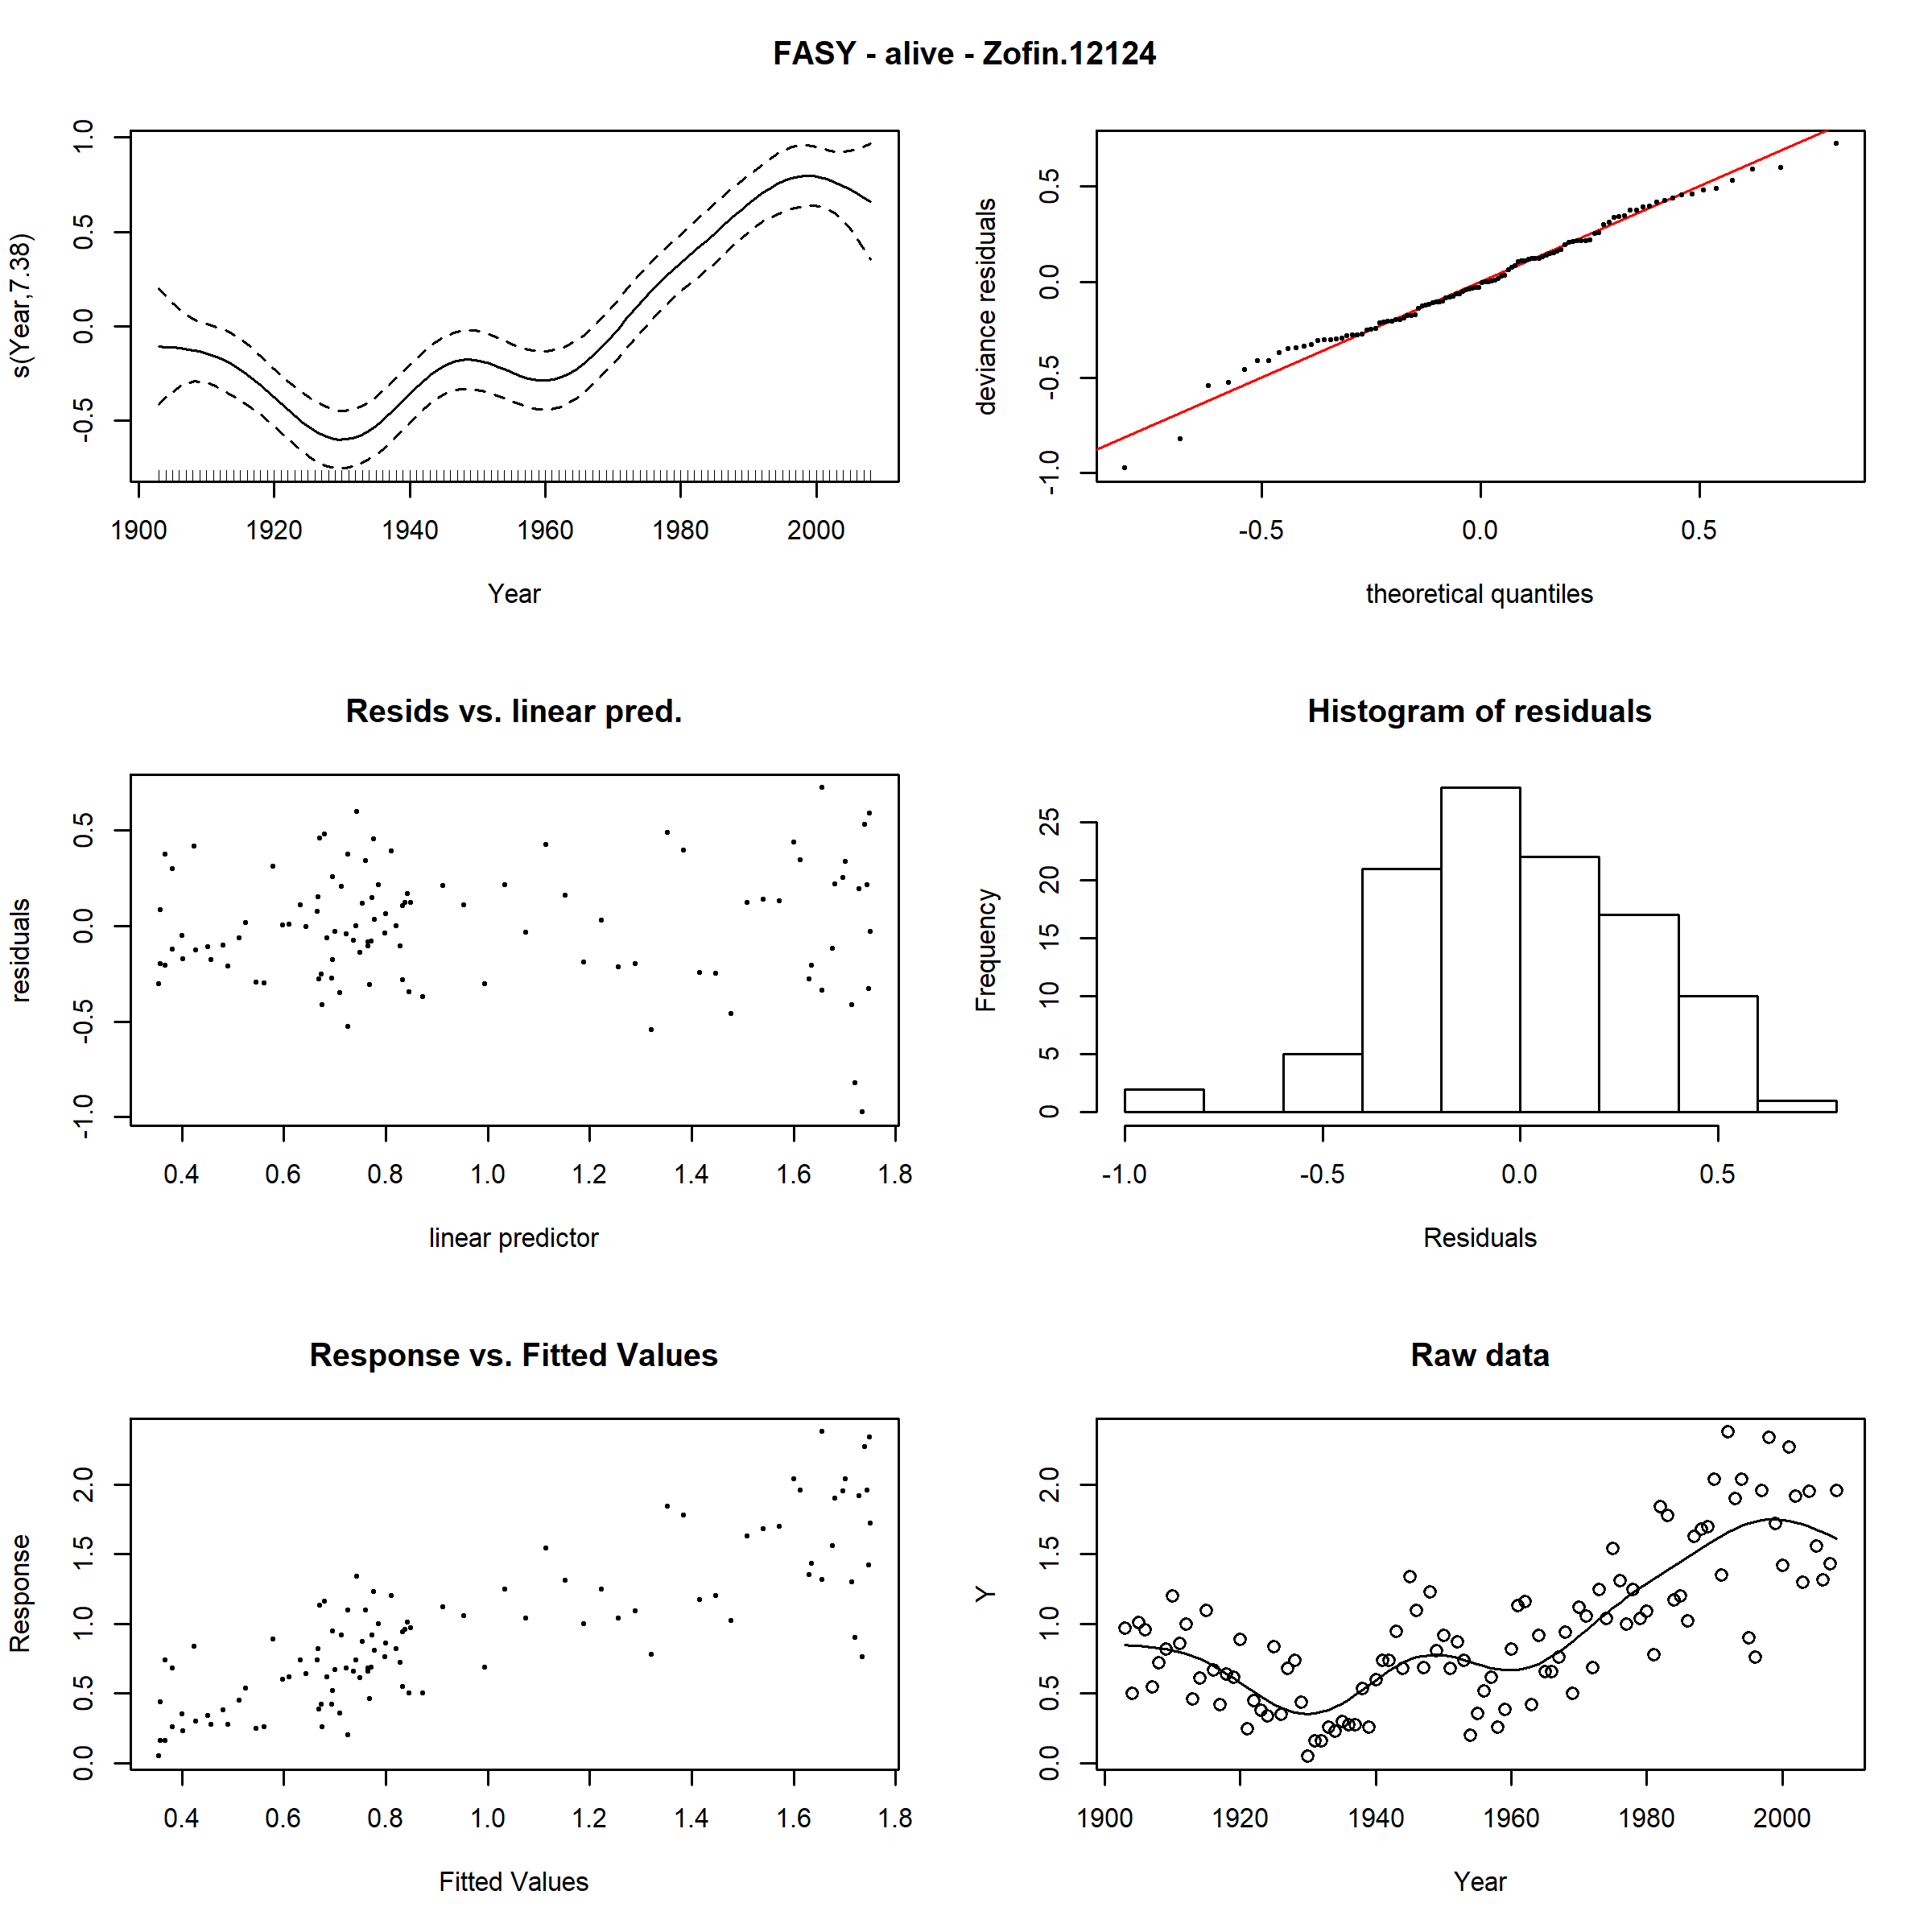 FASY - alive - Zofin.12124
s(Year,7.38)
1.0
0.5
0.0
-0.5
1900 1920 1940 1960 1980 2000
Year
deviance residuals
0.5
0.0
-0.5
-1.0
-0.5 0.0 0.5
theoretical quantiles
Resids vs. linear pred.
residuals
0.5
0.0
-0.5
-1.0
0.4 0.6 0.8 1.0 1.2 1.4 1.6 1.8
linear predictor
Histogram of residuals
Frequency
25
20
15
10
5
0
-1.0 -0.5 0.0 0.5
Residuals
Response vs. Fitted Values
Response
2.0
1.5
1.0
0.5
0.0
0.4 0.6 0.8 1.0 1.2 1.4 1.6 1.8
Fitted Values
Raw data
Y
2.0
1.5
1.0
0.5
0.0
1900 1920 1940 1960 1980 2000
Year